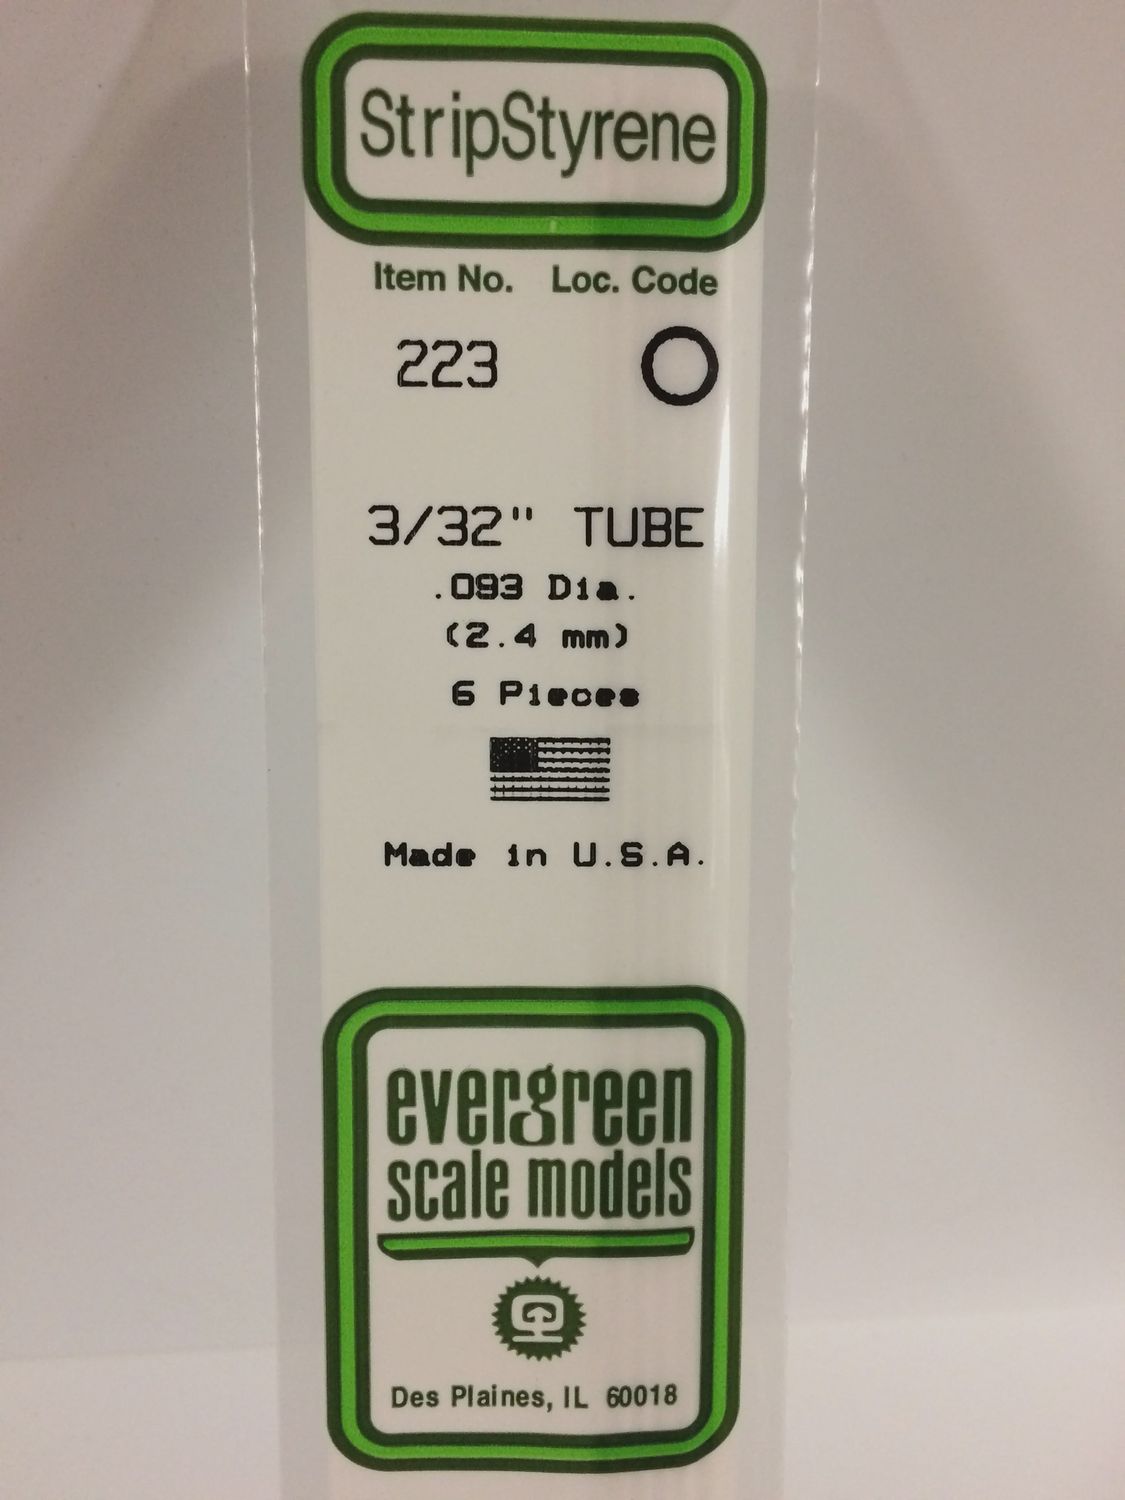 StripStyrene
Item No. Loc. Code
223
3/32" TUBE
.093 Dia.
(2.4 mm)
6 Pieces
Made in U.S.A.
evergreen
scale models
Des Plaines, IL 60018